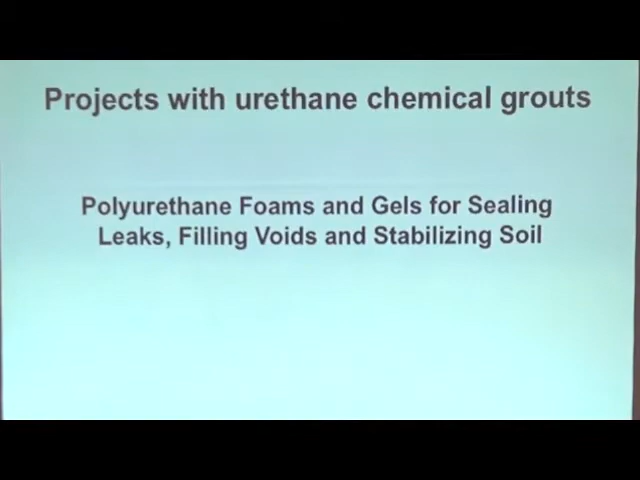 Projects with urethane chemical grouts
Polyurethane Foams and Gels for Sealing
Leaks, Filling Voids and Stabilizing Soil